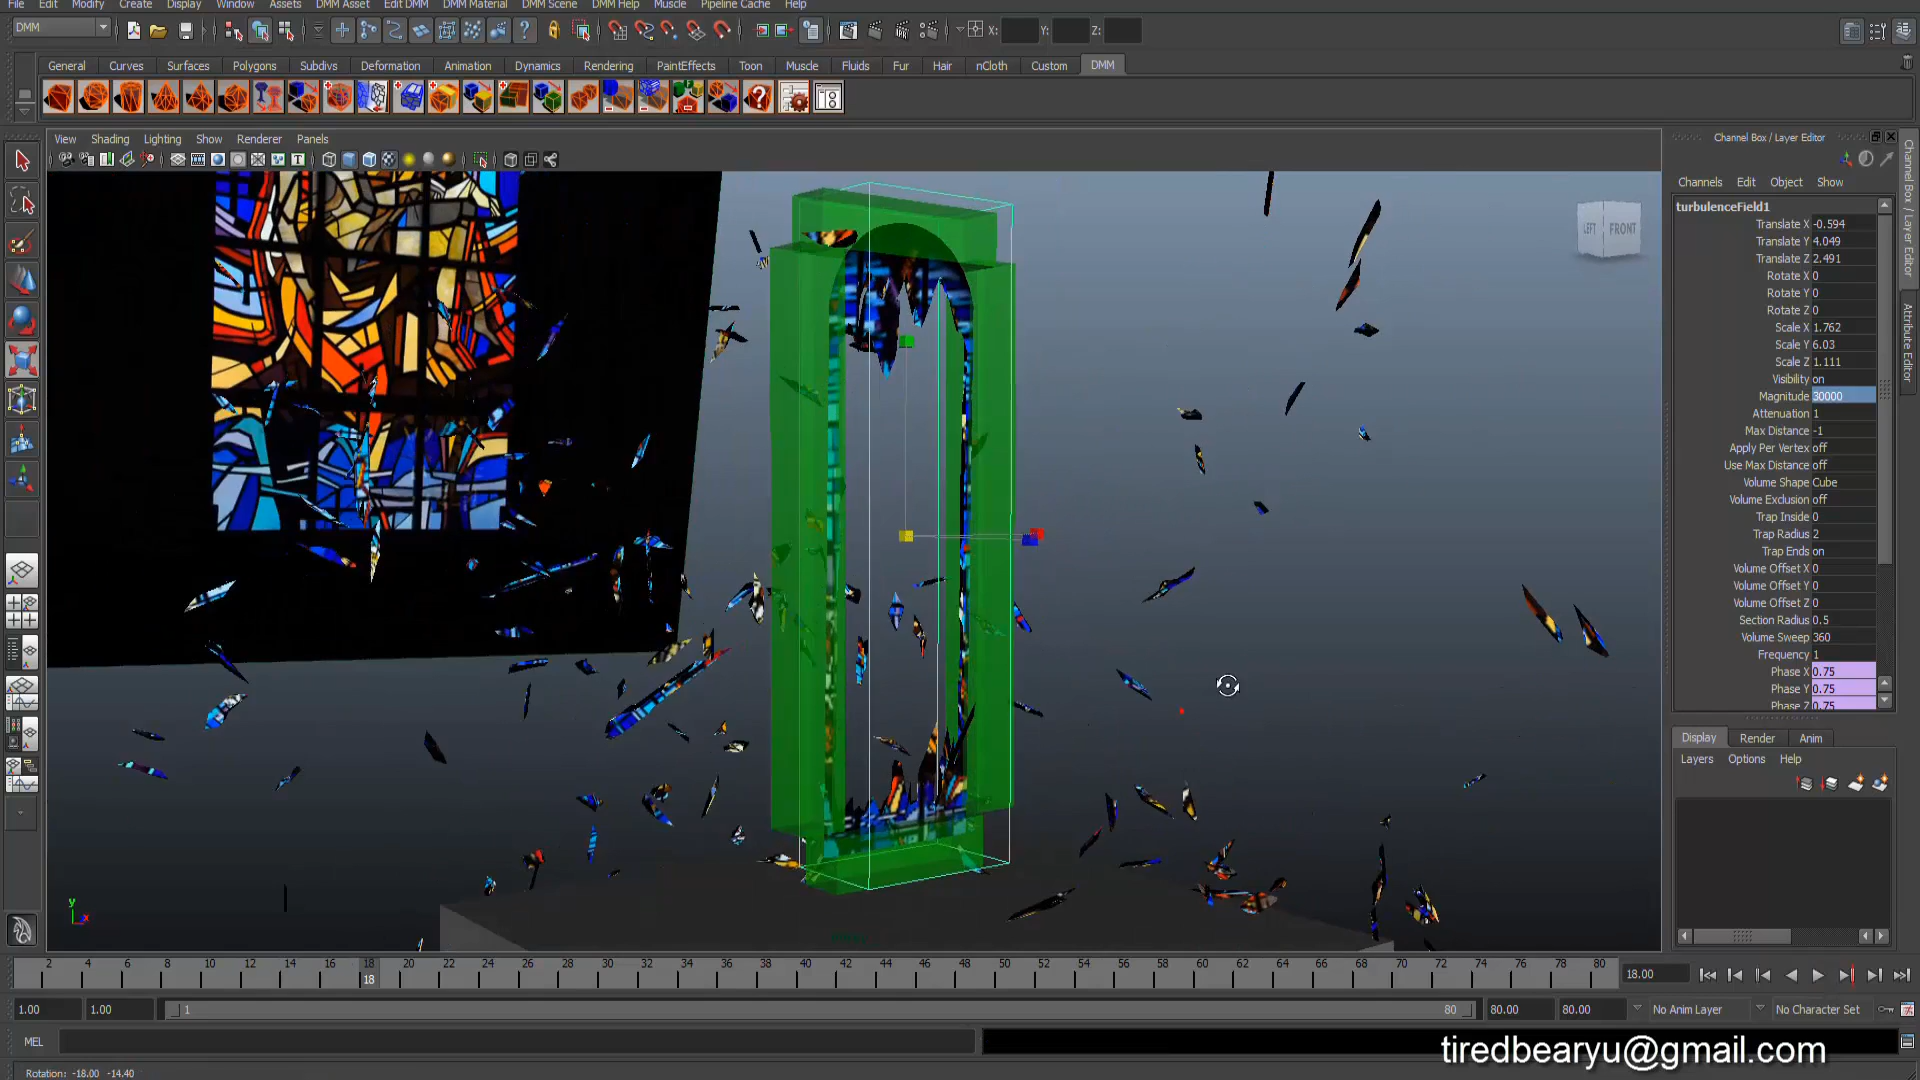 File Edit Modify Create Display Window Assets DMM Asset Edit DMM DMM Material DMM Scene DMM Help Muscle Pipeline Cache Help
DMM X: Y: Z:
General Curves Surfaces Polygons Subdivs Deformation Animation Dynamics Rendering PaintEffects Toon Muscle Fluids Fur Hair nCloth Custom DMM
View Shading Lighting Show Renderer Panels
Channel Box / Layer Editor
Channels Edit Object Show
turbulenceField1
Translate X -0.594
Translate Y 4.049
Translate Z 2.491
Rotate X 0
Rotate Y 0
Rotate Z 0
Scale X 1.762
Scale Y 6.03
Scale Z 1.111
Visibility on
Magnitude 30000
Attenuation 1
Max Distance -1
Apply Per Vertex off
Use Max Distance off
Volume Shape Cube
Volume Exclusion off
Trap Inside 0
Trap Radius 2
Trap Ends on
Volume Offset X 0
Volume Offset Y 0
Volume Offset Z 0
Section Radius 0.5
Volume Sweep 360
Frequency 1
Phase X 0.75
Phase Y 0.75
Phase Z 0.75
Channel Box / Layer Editor
Attribute Editor
LEFT FRONT
Display Render Anim
Layers Options Help
y x
2 4 6 8 10 12 14 16 18 20 22 24 26 28 30 32 34 36 38 40 42 44 46 48 50 52 54 56 58 60 62 64 66 68 70 72 74 76 78 80
18
18.00
1.00 1.00 1 80 80.00 80.00 No Anim Layer No Character Set
MEL
tiredbearyu@gmail.com
Rotation: -18.00 -14.40